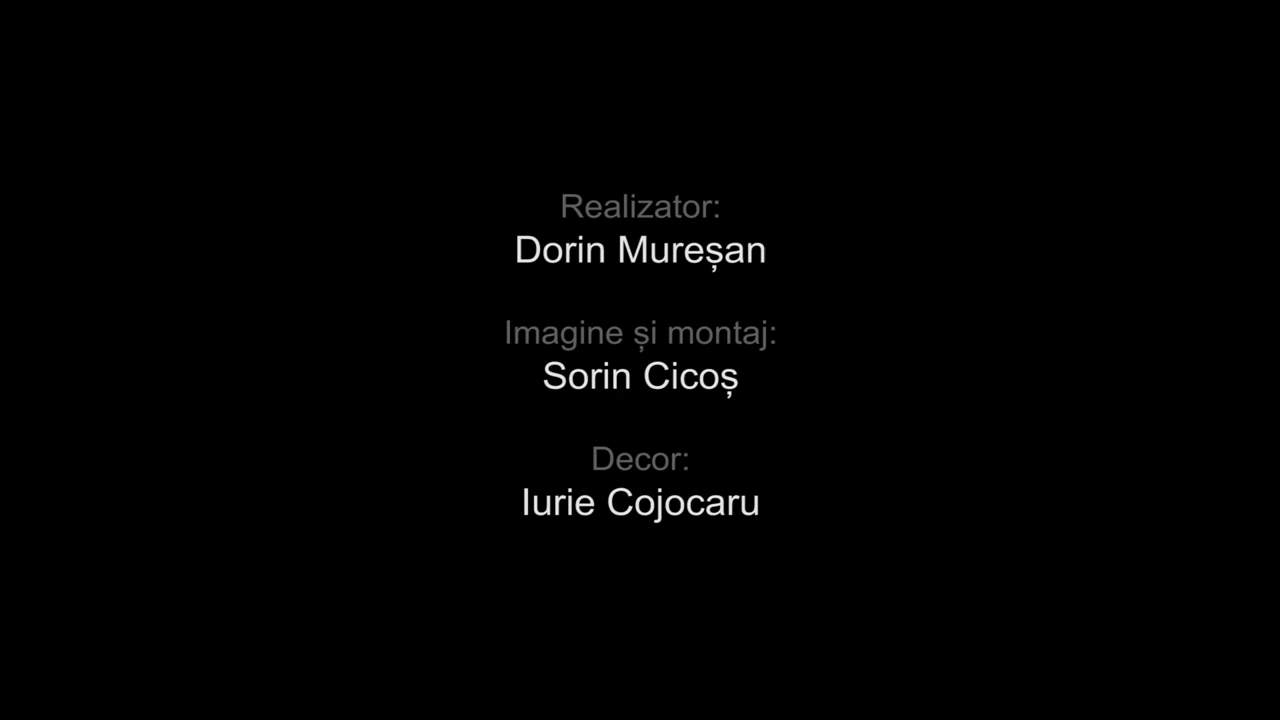 Realizator:
Dorin Mureșan
Imagine și montaj:
Sorin Cicoș
Decor:
Iurie Cojocaru